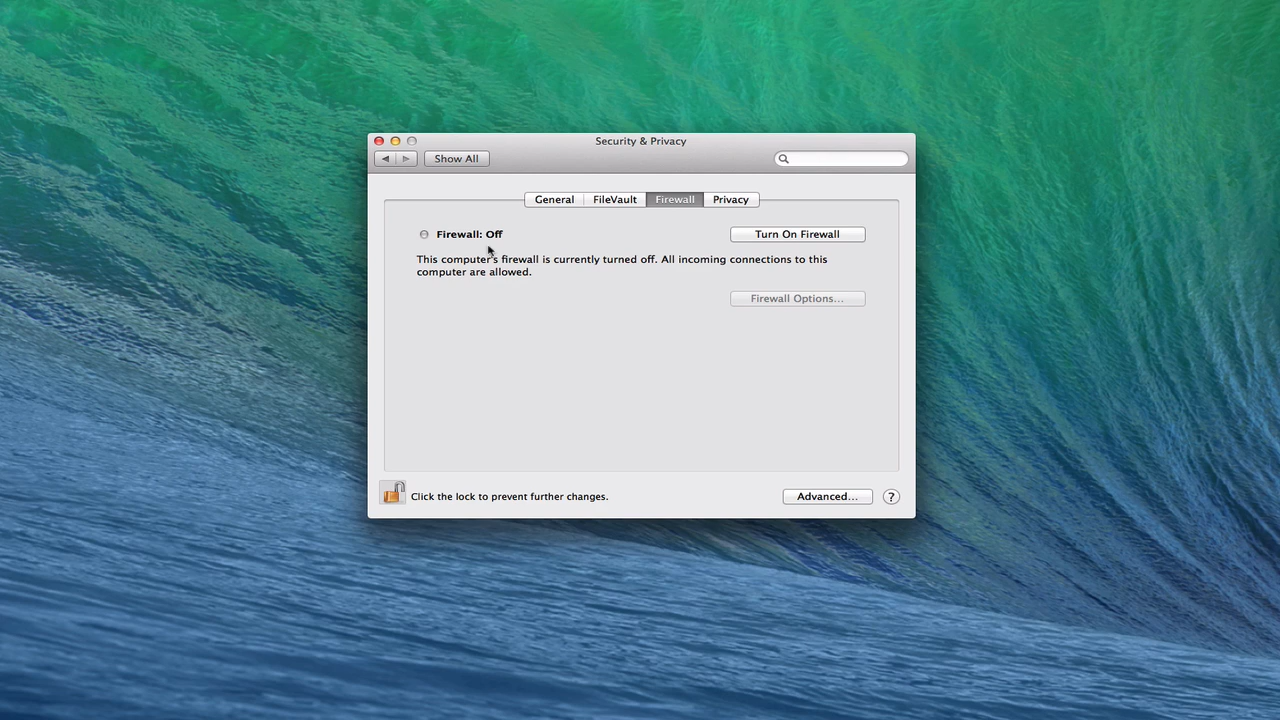 Security & Privacy
Show All
General FileVault Firewall Privacy
Firewall: Off
Turn On Firewall
This computer's firewall is currently turned off. All incoming connections to this
computer are allowed.
Firewall Options...
Click the lock to prevent further changes.
Advanced... ?